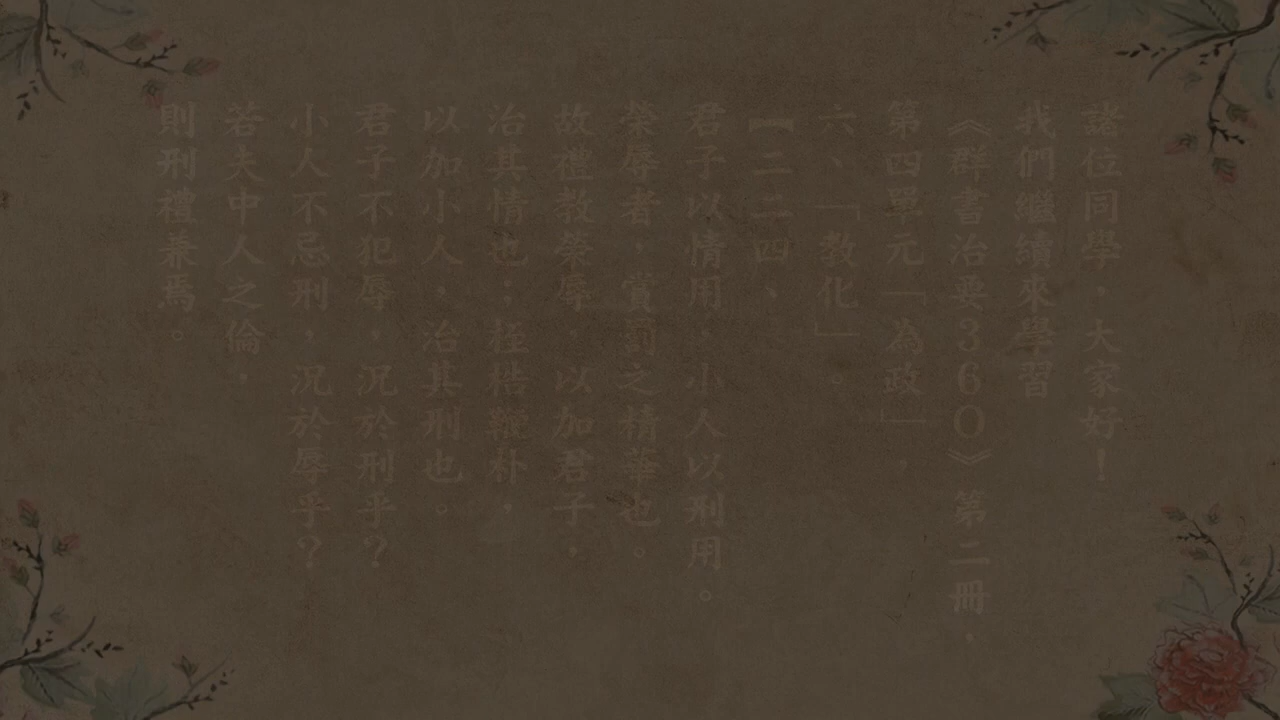 諸位同學，大家好！
我們繼續來學習
《群書治要360》第二冊，
第四單元「為政」，
六、「教化」。
【二二四、
君子以情用，小人以刑用。
榮辱者，賞罰之精華也。
故禮教榮辱，以加君子，
治其情也；桎梏鞭朴，
以加小人，治其刑也。
君子不犯辱，況於刑乎？
小人不忌刑，況於辱乎？
若夫中人之倫，
則刑禮兼焉。